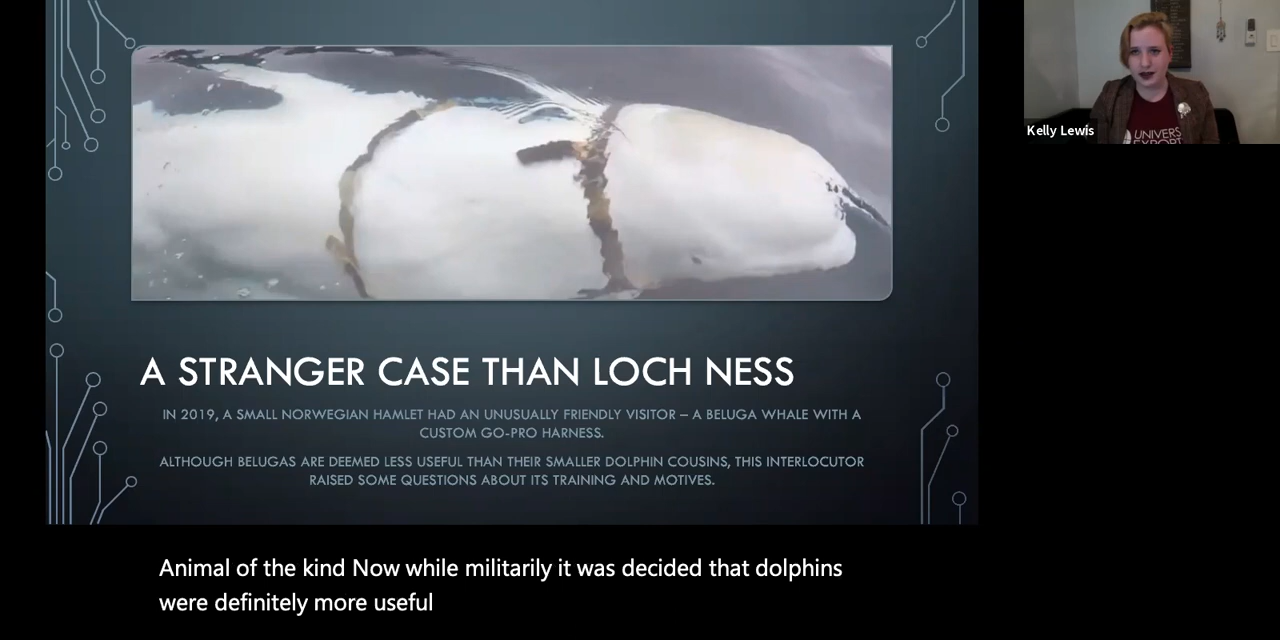 A STRANGER CASE THAN LOCH NESS
IN 2019, A SMALL NORWEGIAN HAMLET HAD AN UNUSUALLY FRIENDLY VISITOR – A BELUGA WHALE WITH A
CUSTOM GO-PRO HARNESS.
ALTHOUGH BELUGAS ARE DEEMED LESS USEFUL THAN THEIR SMALLER DOLPHIN COUSINS, THIS INTERLOCUTOR
RAISED SOME QUESTIONS ABOUT ITS TRAINING AND MOTIVES.
Kelly Lewis
UNIVERS
EXPORT
Animal of the kind Now while militarily it was decided that dolphins
were definitely more useful